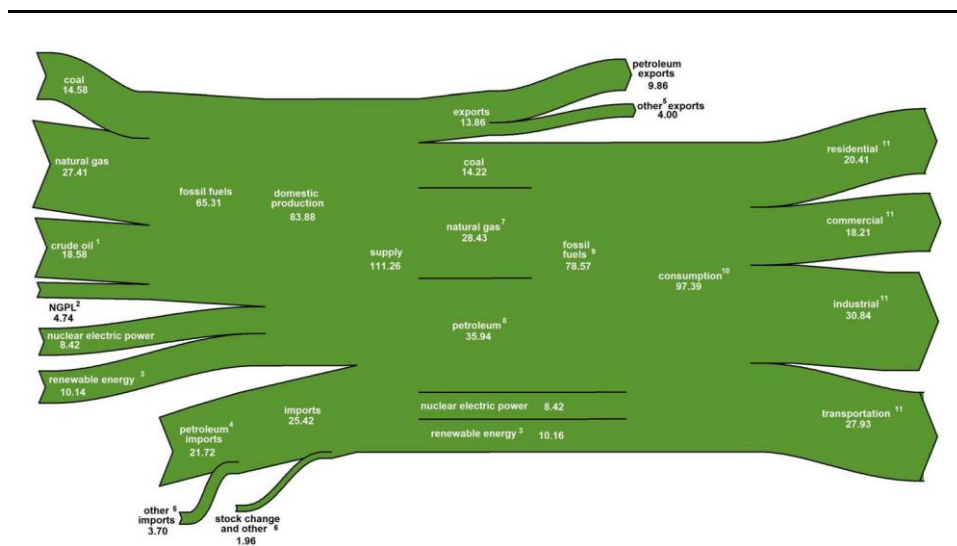 coal
14.58
natural gas
27.41
crude oil 1
18.58
NGPL 2
4.74
nuclear electric power
8.42
renewable energy 3
10.14
fossil fuels
65.31
domestic
production
83.88
petroleum 4
imports
21.72
imports
25.42
other 5
imports
3.70
stock change
and other 6
1.96
supply
111.26
exports
13.86
petroleum
exports
9.86
other 5 exports
4.00
coal
14.22
natural gas 7
28.43
petroleum 8
35.94
nuclear electric power 8.42
renewable energy 3 10.16
fossil
fuels 9
78.57
consumption 10
97.39
residential 11
20.41
commercial 11
18.21
industrial 11
30.84
transportation 11
27.93